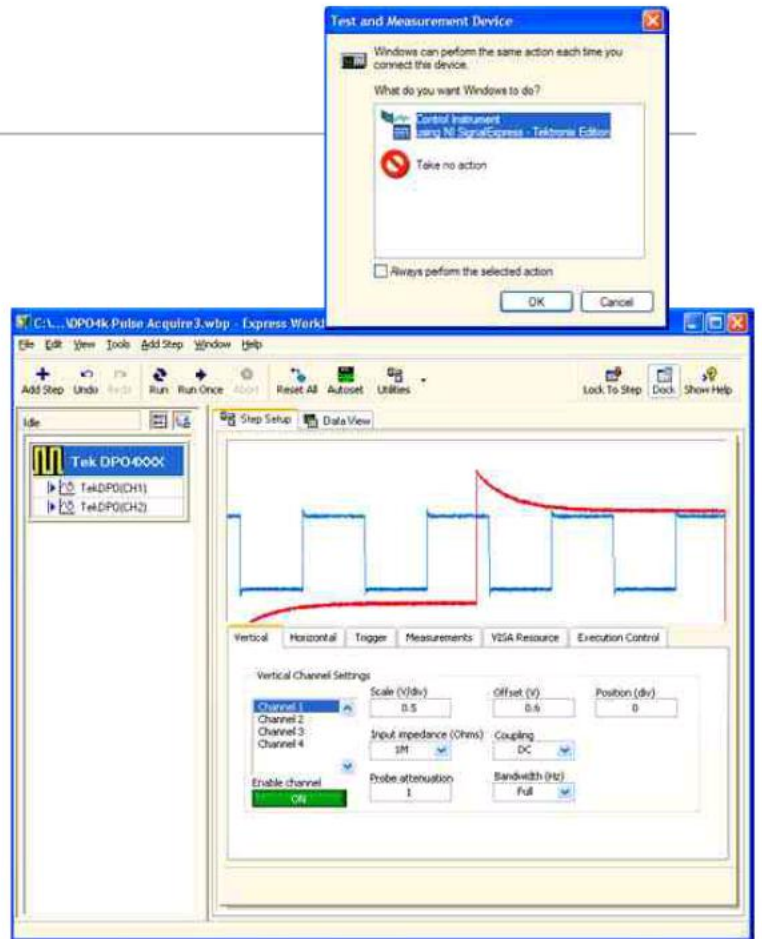 Test and Measurement Device
Windows can perform the same action each time you
connect this device.
What do you want Windows to do?
Control Instrument
using NI SignalExpress - Tektronix Edition
Take no action
Always perform the selected action
OK Cancel
C:\...\DPO4k Pulse Acquire3.wbp - Express Work
File Edit View Tools Add Step Window Help
Add Step Undo Redo Run Run Once Abort Reset All Autoset Utilities Lock To Step Dock Show Help
Idle
Step Setup Data View
Tek DPO4XXX
TekDPO(CH1)
TekDPO(CH2)
Vertical Horizontal Trigger Measurements VISA Resource Execution Control
Vertical Channel Settings
Channel 1
Channel 2
Channel 3
Channel 4
Enable channel
ON
Scale (V/div)
0.5
Offset (V)
0.6
Position (div)
0
Input impedance (Ohms)
1M
Coupling
DC
Probe attenuation
1
Bandwidth (Hz)
Full